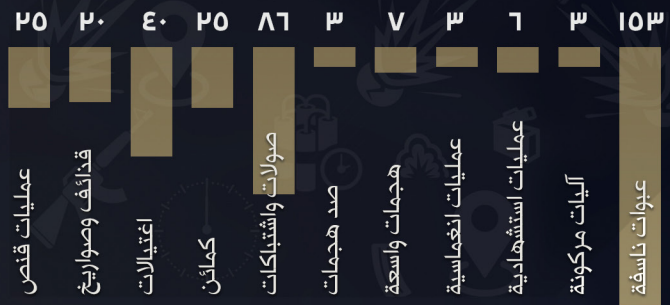 ١٥٣
٣
٦
٣
٧
٣
٨٦
٢٥
٤٠
٢٠
٢٥
عبوات ناسفة
آليات مركونة
عمليات استشهادية
عمليات انغماسية
هجمات واسعة
صد هجمات
صولات واشتباكات
كمائن
اغتيالات
قذائف وصواريخ
عمليات قنص